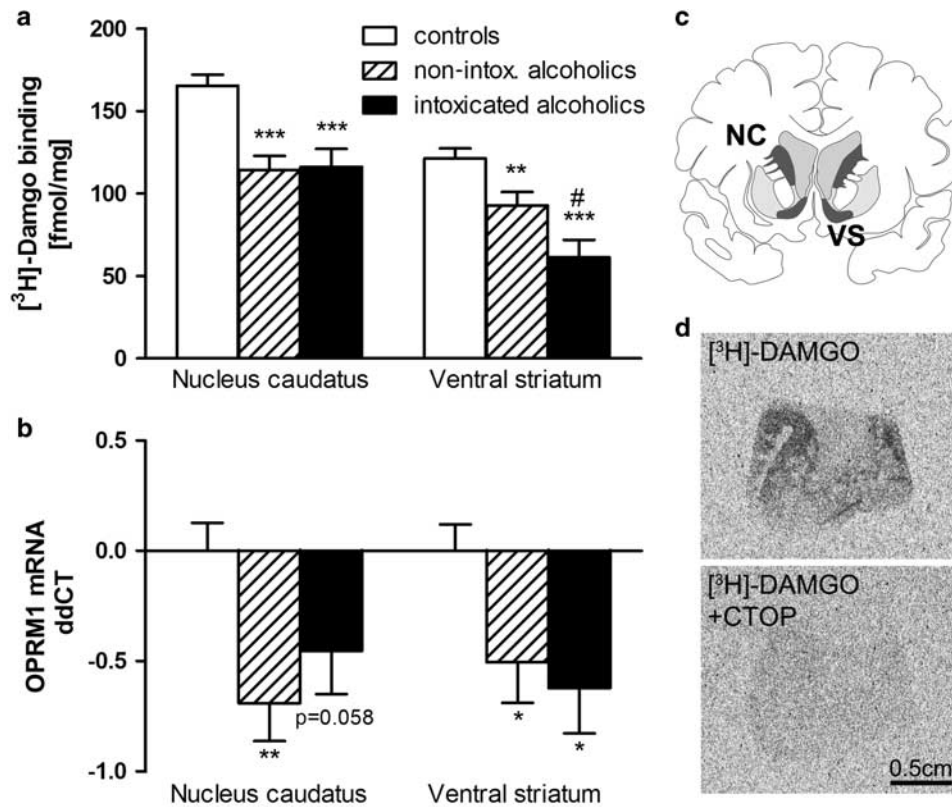 a
200
150
100
50
0
[³H]-Damgo binding
[fmol/mg]
controls
non-intox. alcoholics
intoxicated alcoholics
***
***
**
#
***
Nucleus caudatus
Ventral striatum
b
0.5
0.0
-0.5
-1.0
OPRM1 mRNA
ddCT
**
p=0.058
*
*
Nucleus caudatus
Ventral striatum
c
NC
VS
d
[³H]-DAMGO
[³H]-DAMGO
+CTOP
0.5cm